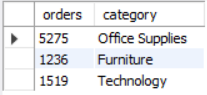 orders category
5275 Office Supplies
1236 Furniture
1519 Technology